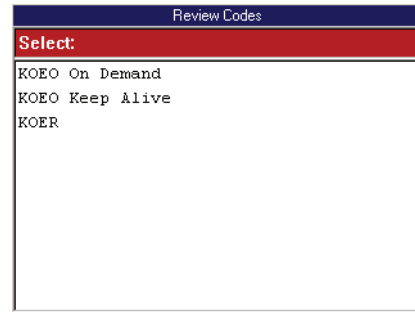 Review Codes
Select:
KOEO On Demand
KOEO Keep Alive
KOER